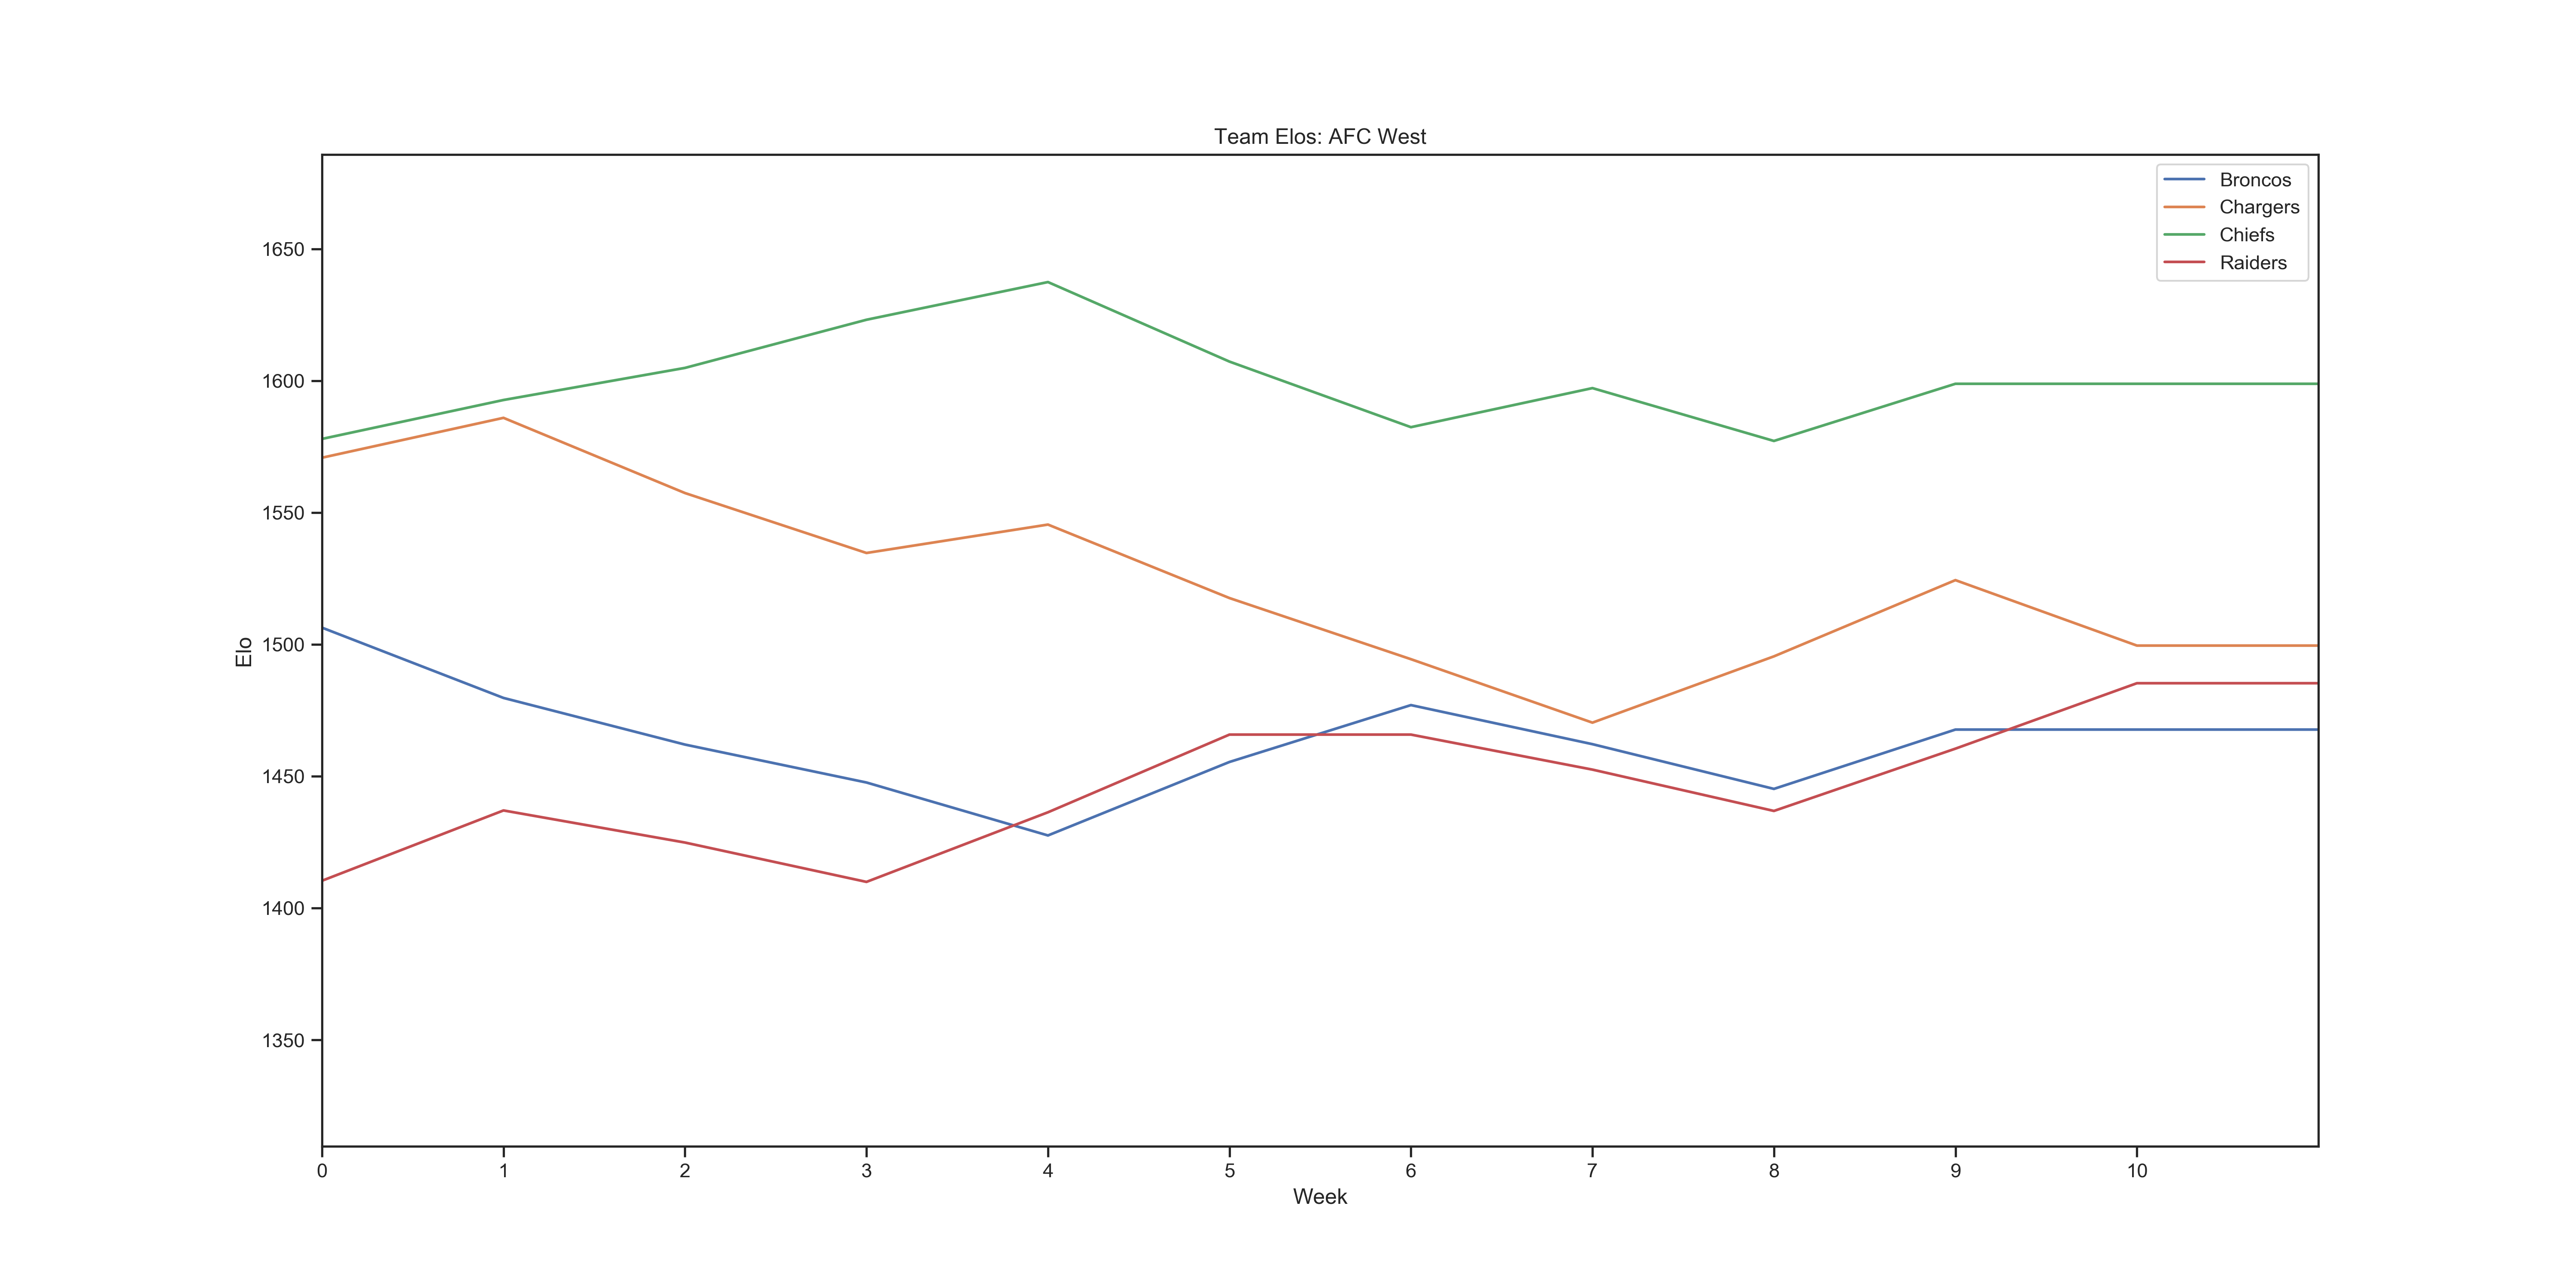 Team Elos: AFC West
Broncos
Chargers
Chiefs
Raiders
Elo
1650
1600
1550
1500
1450
1400
1350
0 1 2 3 4 5 6 7 8 9 10
Week